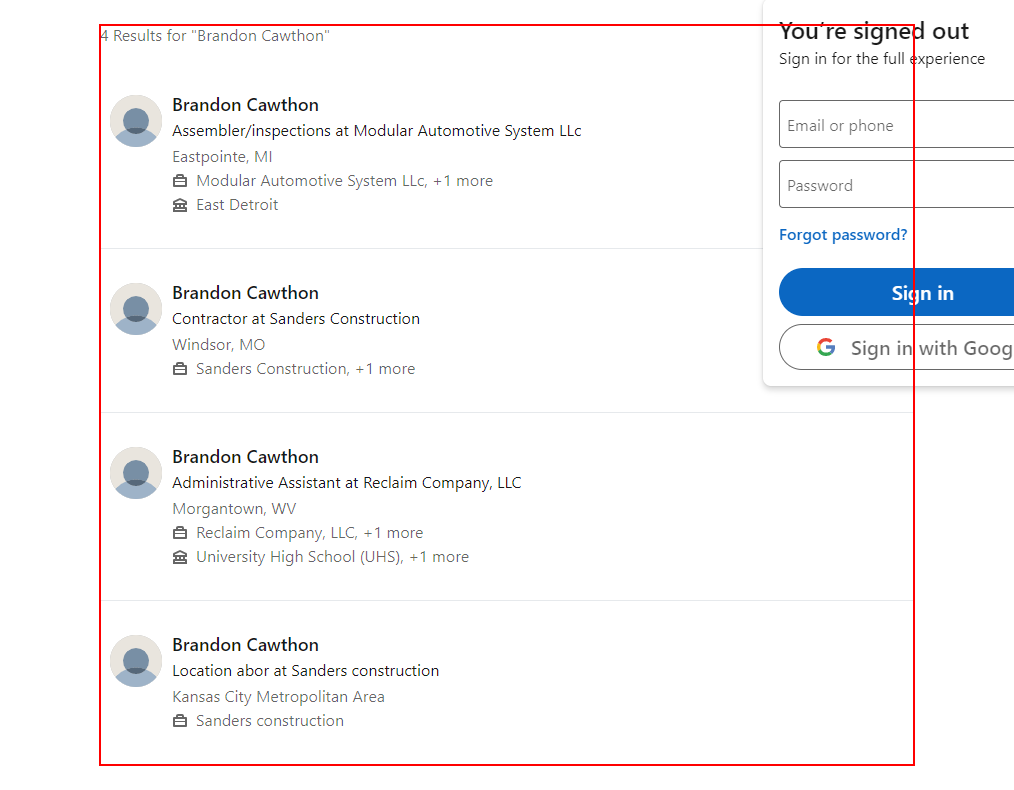 4 Results for "Brandon Cawthon"
Brandon Cawthon
Assembler/inspections at Modular Automotive System LLc
Eastpointe, MI
Modular Automotive System LLc, +1 more
East Detroit
Brandon Cawthon
Contractor at Sanders Construction
Windsor, MO
Sanders Construction, +1 more
Brandon Cawthon
Administrative Assistant at Reclaim Company, LLC
Morgantown, WV
Reclaim Company, LLC, +1 more
University High School (UHS), +1 more
Brandon Cawthon
Location abor at Sanders construction
Kansas City Metropolitan Area
Sanders construction
You’re signed out
Sign in for the full experience
Email or phone
Password
Forgot password?
Sign in
Sign in with Goog